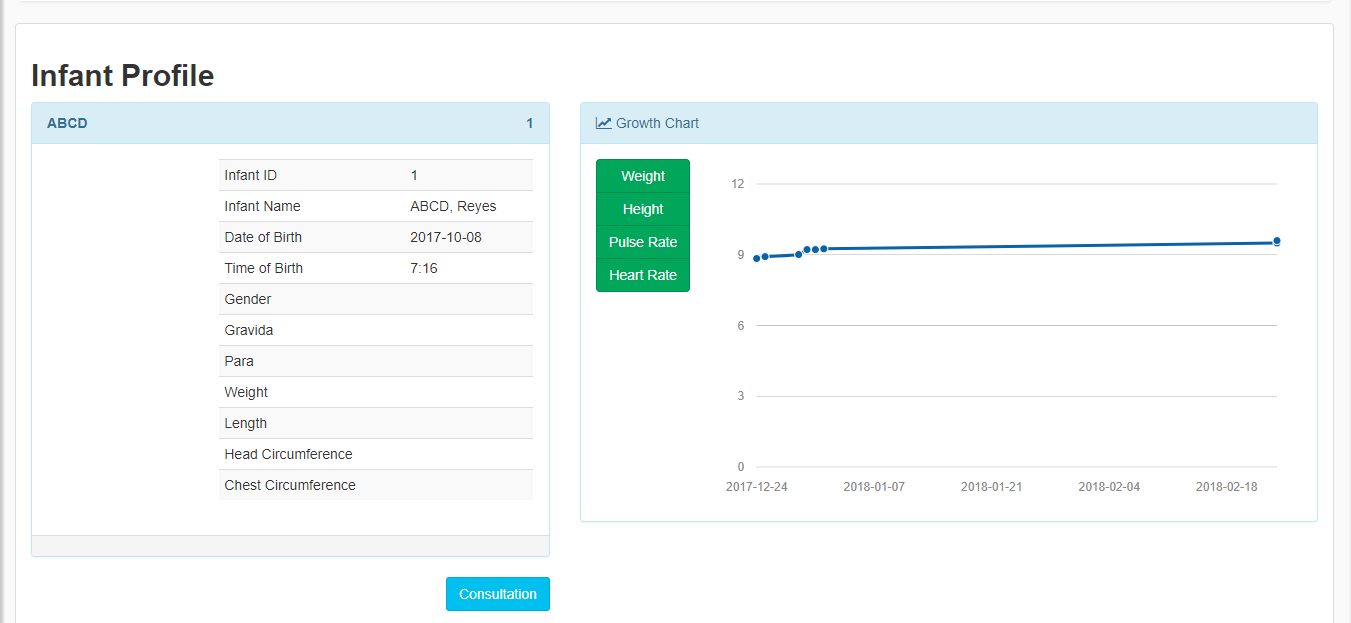 Infant Profile
ABCD 1
Infant ID 1
Infant Name ABCD, Reyes
Date of Birth 2017-10-08
Time of Birth 7:16
Gender
Gravida
Para
Weight
Length
Head Circumference
Chest Circumference
Consultation
Growth Chart
Weight
Height
Pulse Rate
Heart Rate
12
9
6
3
0
2017-12-24 2018-01-07 2018-01-21 2018-02-04 2018-02-18